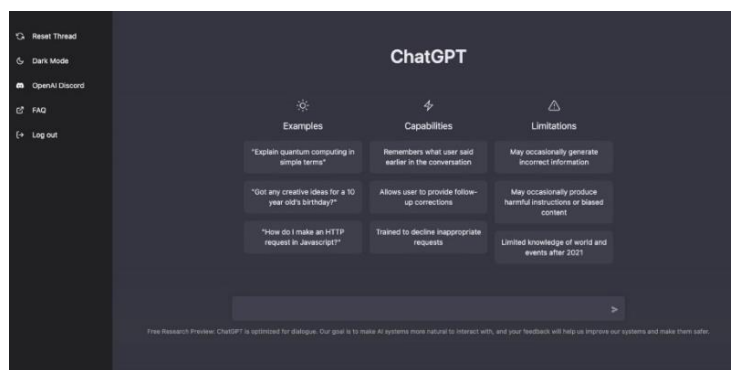 Reset Thread
Dark Mode
OpenAI Discord
FAQ
Log out
ChatGPT
Examples
"Explain quantum computing in
simple terms"
"Got any creative ideas for a 10
year old's birthday?"
"How do I make an HTTP
request in Javascript?"
Capabilities
Remembers what user said
earlier in the conversation
Allows user to provide follow-
up corrections
Trained to decline inappropriate
requests
Limitations
May occasionally generate
incorrect information
May occasionally produce
harmful instructions or biased
content
Limited knowledge of world and
events after 2021
Free Research Preview: ChatGPT is optimized for dialogue. Our goal is to make AI systems more natural to interact with, and your feedback will help us improve our systems and make them safer.